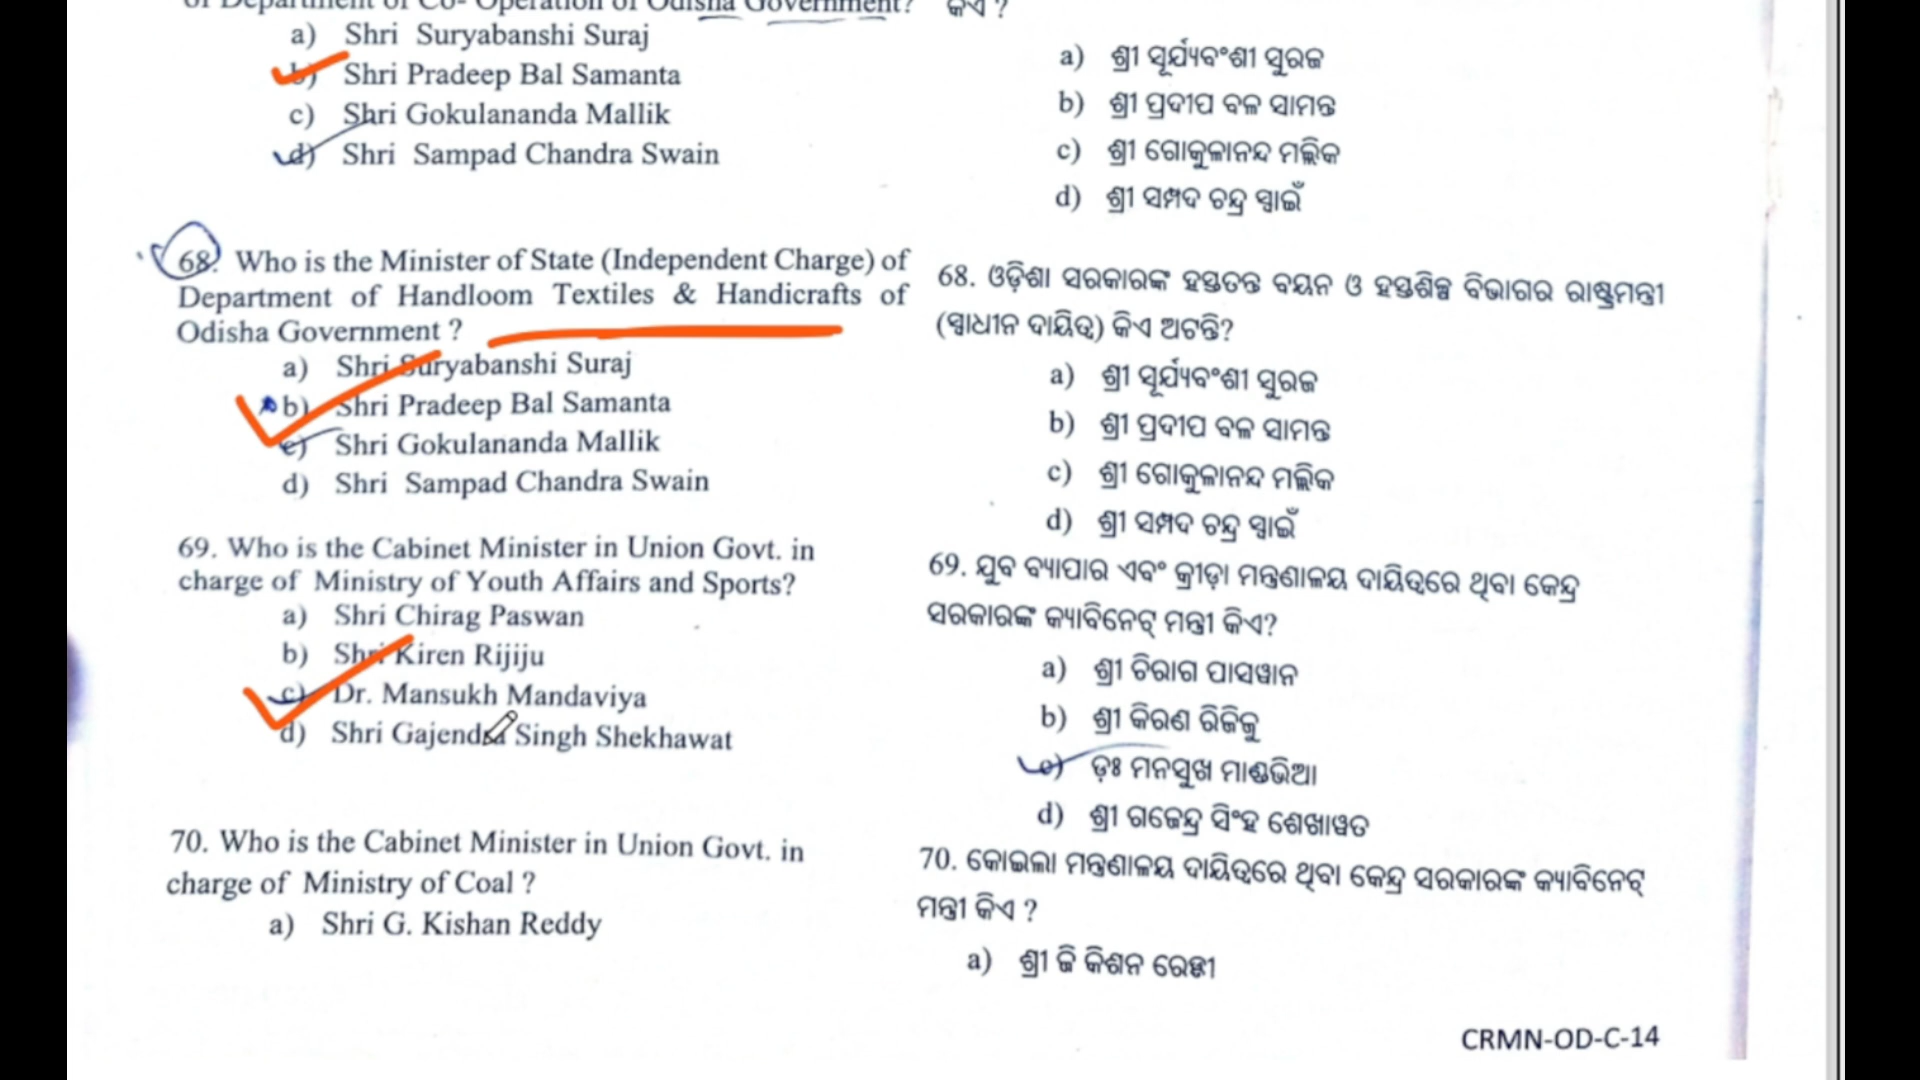 of Department of Co- Operation of Odisha Government?
a) Shri Suryabanshi Suraj
b) Shri Pradeep Bal Samanta
c) Shri Gokulananda Mallik
d) Shri Sampad Chandra Swain
68. Who is the Minister of State (Independent Charge) of
Department of Handloom Textiles & Handicrafts of
Odisha Government ?
a) Shri Suryabanshi Suraj
b) Shri Pradeep Bal Samanta
c) Shri Gokulananda Mallik
d) Shri Sampad Chandra Swain
69. Who is the Cabinet Minister in Union Govt. in
charge of Ministry of Youth Affairs and Sports?
a) Shri Chirag Paswan
b) Shri Kiren Rijiju
c) Dr. Mansukh Mandaviya
d) Shri Gajendra Singh Shekhawat
70. Who is the Cabinet Minister in Union Govt. in
charge of Ministry of Coal ?
a) Shri G. Kishan Reddy
କିଏ ?
a) ଶ୍ରୀ ସୂର୍ଯ୍ୟବଂଶୀ ସୁରଜ
b) ଶ୍ରୀ ପ୍ରଦୀପ ବଳ ସାମନ୍ତ
c) ଶ୍ରୀ ଗୋକୁଳାନନ୍ଦ ମଲ୍ଲିକ
d) ଶ୍ରୀ ସମ୍ପଦ ଚନ୍ଦ୍ର ସ୍ୱାଇଁ
68. ଓଡ଼ିଶା ସରକାରଙ୍କ ହସ୍ତତନ୍ତ ବୟନ ଓ ହସ୍ତଶିଳ୍ପ ବିଭାଗର ରାଷ୍ଟ୍ରମନ୍ତ୍ରୀ
(ସ୍ୱାଧୀନ ଦାୟିତ୍ୱ) କିଏ ଅଟନ୍ତି?
a) ଶ୍ରୀ ସୂର୍ଯ୍ୟବଂଶୀ ସୁରଜ
b) ଶ୍ରୀ ପ୍ରଦୀପ ବଳ ସାମନ୍ତ
c) ଶ୍ରୀ ଗୋକୁଳାନନ୍ଦ ମଲ୍ଲିକ
d) ଶ୍ରୀ ସମ୍ପଦ ଚନ୍ଦ୍ର ସ୍ୱାଇଁ
69. ଯୁବ ବ୍ୟାପାର ଏବଂ କ୍ରୀଡ଼ା ମନ୍ତ୍ରଣାଳୟ ଦାୟିତ୍ୱରେ ଥିବା କେନ୍ଦ୍ର
ସରକାରଙ୍କ କ୍ୟାବିନେଟ୍ ମନ୍ତ୍ରୀ କିଏ?
a) ଶ୍ରୀ ଚିରାଗ ପାସୱାନ
b) ଶ୍ରୀ କିରଣ ରିଜିଜୁ
c) ଡ଼ଃ ମନସୁଖ ମାଣ୍ଡଭିଆ
d) ଶ୍ରୀ ଗଜେନ୍ଦ୍ର ସିଂହ ଶେଖାୱତ
70. କୋଇଲା ମନ୍ତ୍ରଣାଳୟ ଦାୟିତ୍ୱରେ ଥିବା କେନ୍ଦ୍ର ସରକାରଙ୍କ କ୍ୟାବିନେଟ୍
ମନ୍ତ୍ରୀ କିଏ ?
a) ଶ୍ରୀ ଜି କିଶନ ରେଡ୍ଡୀ
CRMN-OD-C-14